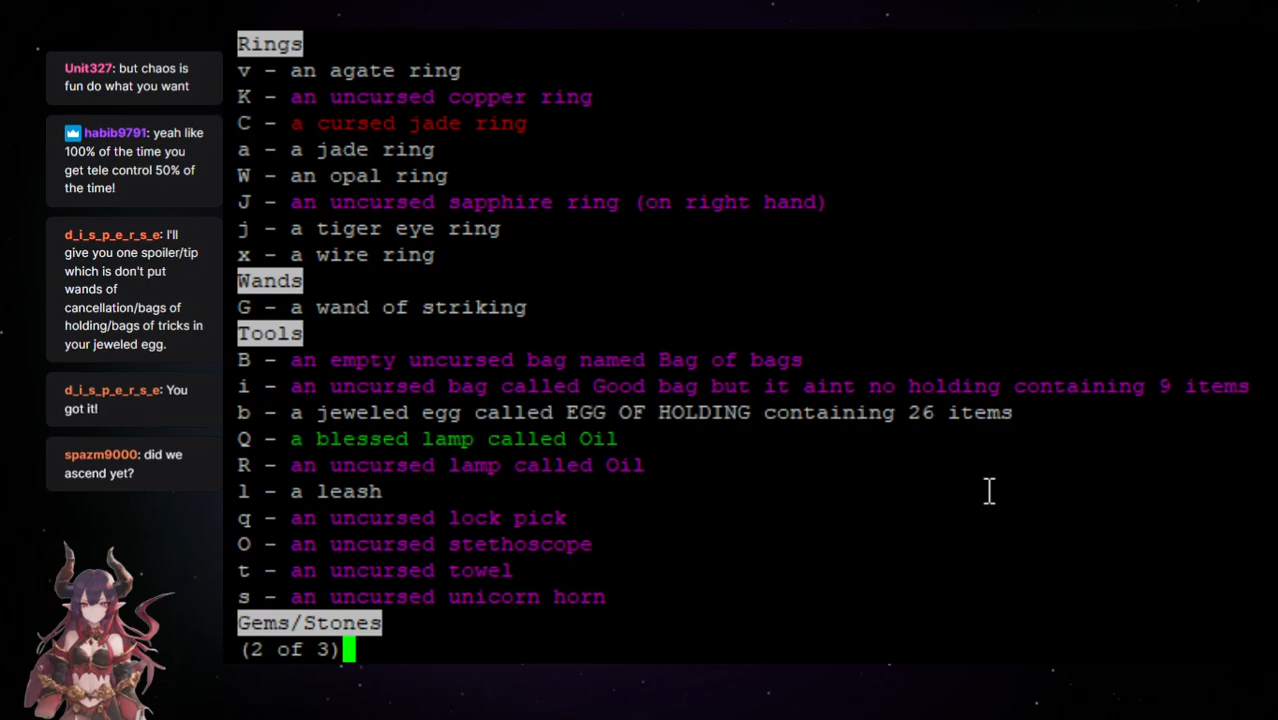 Unit327: but chaos is
fun do what you want
habib9791: yeah like
100% of the time you
get tele control 50% of
the time!
d_i_s_p_e_r_s_e: I'll
give you one spoiler/tip
which is don't put
wands of
cancellation/bags of
holding/bags of tricks in
your jeweled egg.
d_i_s_p_e_r_s_e: You
got it!
spazm9000: did we
ascend yet?
Rings
v - an agate ring
K - an uncursed copper ring
C - a cursed jade ring
a - a jade ring
W - an opal ring
J - an uncursed sapphire ring (on right hand)
j - a tiger eye ring
x - a wire ring
Wands
G - a wand of striking
Tools
B - an empty uncursed bag named Bag of bags
i - an uncursed bag called Good bag but it aint no holding containing 9 items
b - a jeweled egg called EGG OF HOLDING containing 26 items
Q - a blessed lamp called Oil
R - an uncursed lamp called Oil
l - a leash
q - an uncursed lock pick
O - an uncursed stethoscope
t - an uncursed towel
s - an uncursed unicorn horn
Gems/Stones
(2 of 3)